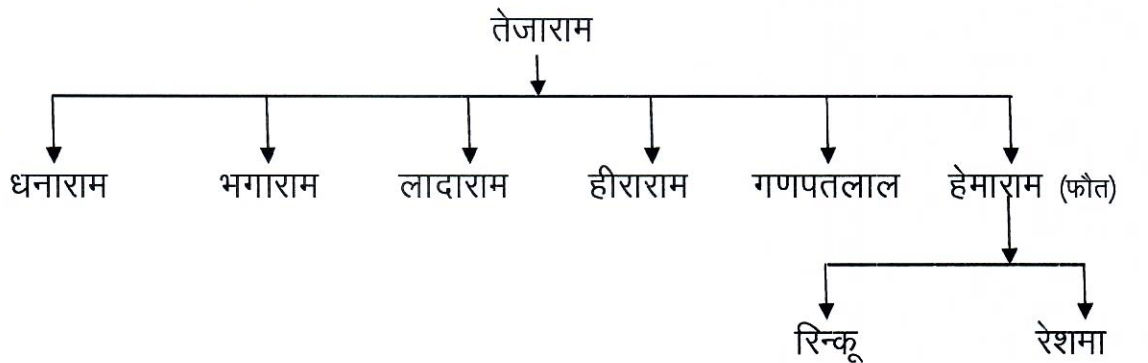 तेजाराम
धनाराम भगाराम लादाराम हीराराम गणपतलाल हेमाराम (फौत)
रिन्कू रेशमा